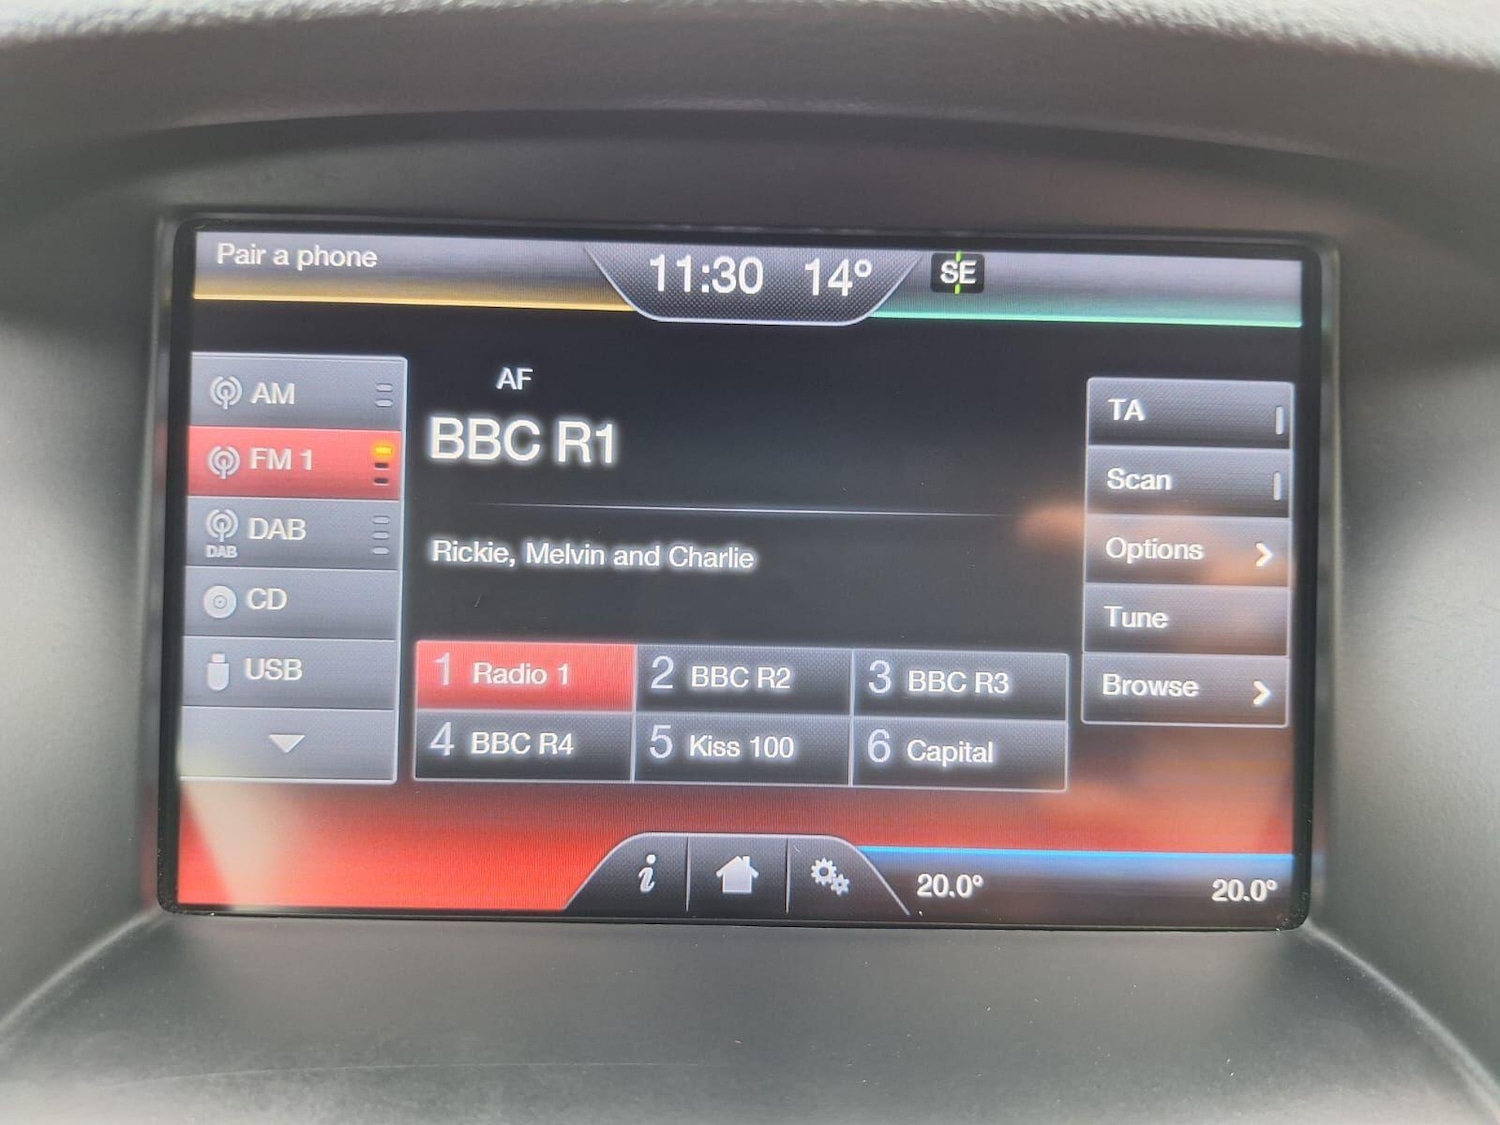 Pair a phone
11:30 14°
SE
AM
FM 1
DAB
DAB
CD
USB
AF
BBC R1
Rickie, Melvin and Charlie
1 Radio 1
2 BBC R2
3 BBC R3
4 BBC R4
5 Kiss 100
6 Capital
TA
Scan
Options
Tune
Browse
i
20.0°
20.0°